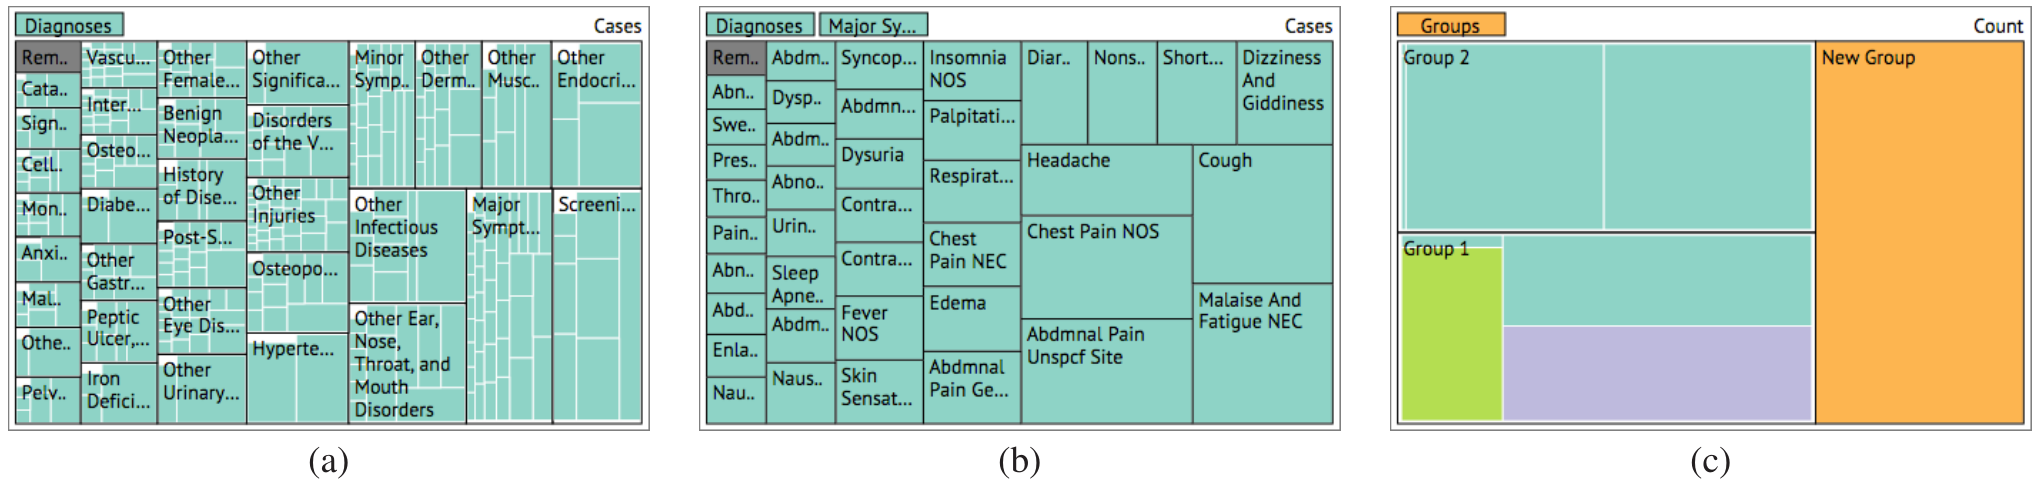 Diagnoses
Cases
Rem..
Cata..
Sign..
Cell..
Mon..
Anxi..
Mal..
Othe..
Pelv..
Vascu...
Inter...
Osteo...
Diabe...
Other
Gastr...
Peptic
Ulcer,...
Iron
Defici...
Other
Female...
Benign
Neopla...
History
of Dise...
Post-S...
Other
Eye Dis...
Other
Urinary...
Other
Significa...
Disorders
of the V...
Other
Injuries
Osteopo...
Hyperte...
Minor
Symp..
Other
Derm..
Other
Musc..
Other
Endocri...
Other
Infectious
Diseases
Other Ear,
Nose,
Throat, and
Mouth
Disorders
Major
Sympt...
Screeni...
(a)
Diagnoses
Major Sy...
Cases
Rem..
Abn..
Swe..
Pres..
Thro..
Pain..
Abn..
Abd..
Enla..
Nau..
Abdm..
Dysp..
Abdm..
Abno..
Urin..
Sleep
Apne..
Abdm..
Naus..
Syncop...
Abdmn...
Dysuria
Contra...
Contra...
Fever
NOS
Skin
Sensat...
Insomnia
NOS
Palpitati...
Respirat...
Chest
Pain NEC
Edema
Abdmnal
Pain Ge...
Diar..
Nons..
Short...
Dizziness
And
Giddiness
Headache
Chest Pain NOS
Abdmnal Pain
Unspcf Site
Cough
Malaise And
Fatigue NEC
(b)
Groups
Count
Group 2
Group 1
New Group
(c)